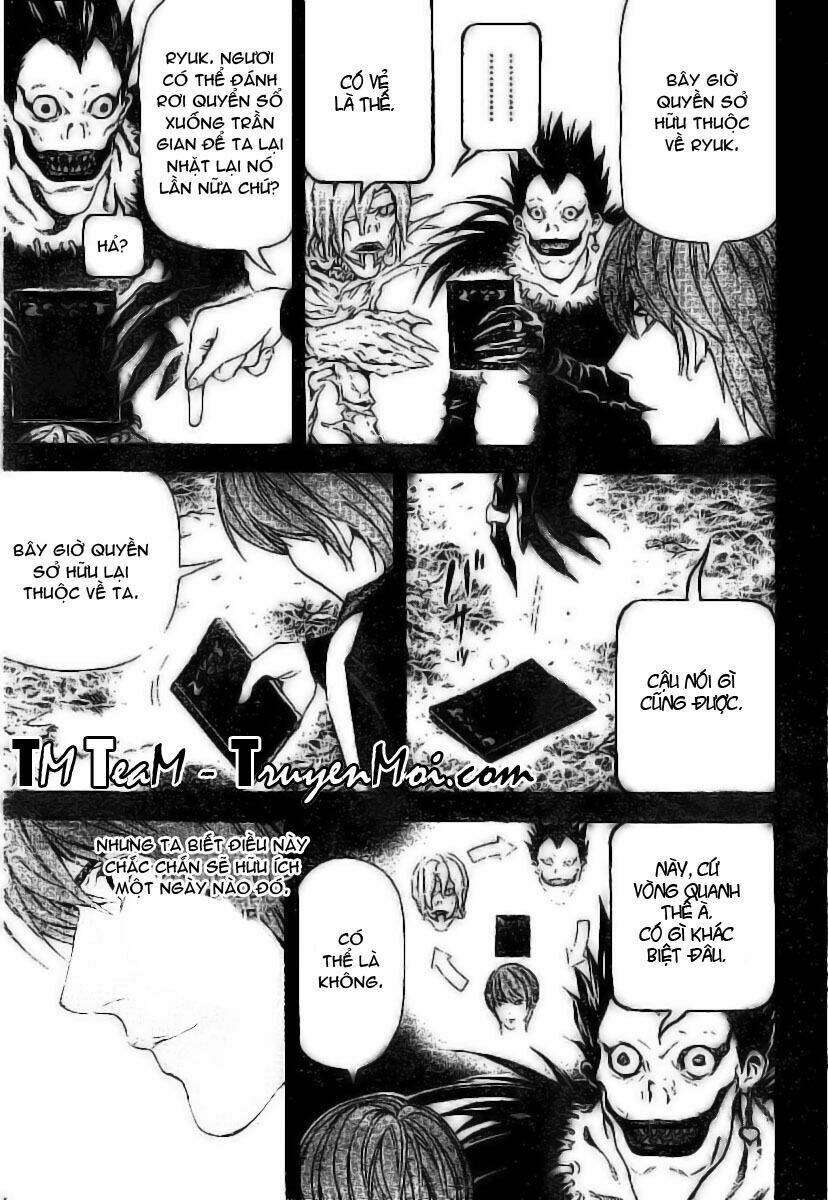 BÂY GIỜ
QUYỀN SỞ
HỮU THUỘC
VỀ RYUK.
CÓ VẺ
LÀ THẾ.
RYUK. NGƯƠI
CÓ THỂ ĐÁNH
RƠI QUYỂN SỔ
XUỐNG TRẦN
GIAN ĐỂ TA LẠI
NHẶT LẠI NÓ
LẦN NỮA CHỨ?
HẢ?
CẬU NÓI GÌ
CŨNG ĐƯỢC.
BÂY GIỜ QUYỀN
SỞ HỮU LẠI
THUỘC VỀ TA.
TM TeaM - TruyenMoi.com
NÀY, CỨ
VÒNG QUANH
THẾ À.
CÓ GÌ KHÁC
BIỆT ĐÂU.
CÓ
THỂ LÀ
KHÔNG.
NHƯNG TA BIẾT ĐIỀU NÀY
CHẮC CHẮN SẼ HỮU ÍCH
MỘT NGÀY NÀO ĐÓ.